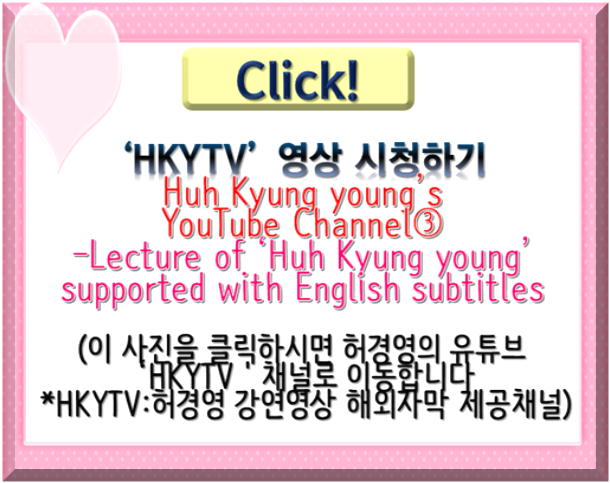 Click!
‘HKYTV’ 영상 시청하기
Huh Kyung young’s
YouTube Channel③
-Lecture of ‘Huh Kyung young’
supported with English subtitles
(이 사진을 클릭하시면 허경영의 유튜브
‘HKYTV ’ 채널로 이동합니다
*HKYTV:허경영 강연영상 해외자막 제공채널)